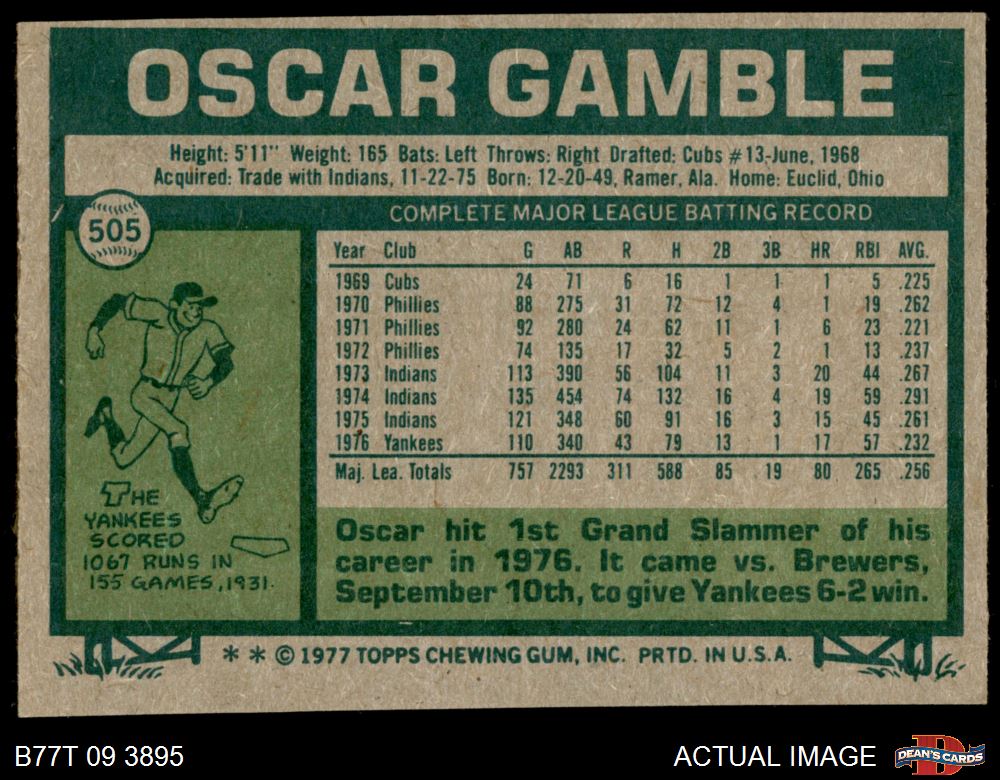 OSCAR GAMBLE
Height: 5'11" Weight: 165 Bats: Left Throws: Right Drafted: Cubs #13-June, 1968
Acquired: Trade with Indians, 11-22-75 Born: 12-20-49, Ramer, Ala. Home: Euclid, Ohio
505
COMPLETE MAJOR LEAGUE BATTING RECORD
Year Club G AB R H 2B 3B HR RBI AVG.
1969 Cubs 24 71 6 16 1 1 1 5 .225
1970 Phillies 88 275 31 72 12 4 1 19 .262
1971 Phillies 92 280 24 62 11 1 6 23 .221
1972 Phillies 74 135 17 32 5 2 1 13 .237
1973 Indians 113 390 56 104 11 3 20 44 .267
1974 Indians 135 454 74 132 16 4 19 59 .291
1975 Indians 121 348 60 91 16 3 15 45 .261
1976 Yankees 110 340 43 79 13 1 17 57 .232
Maj. Lea. Totals 757 2293 311 588 85 19 80 265 .256
THE
YANKEES
SCORED
1067 RUNS IN
155 GAMES, 1931.
Oscar hit 1st Grand Slammer of his
career in 1976. It came vs. Brewers,
September 10th, to give Yankees 6-2 win.
* * © 1977 TOPPS CHEWING GUM, INC. PRTD. IN U.S.A.
B77T 09 3895
ACTUAL IMAGE
D
DEAN'S CARDS